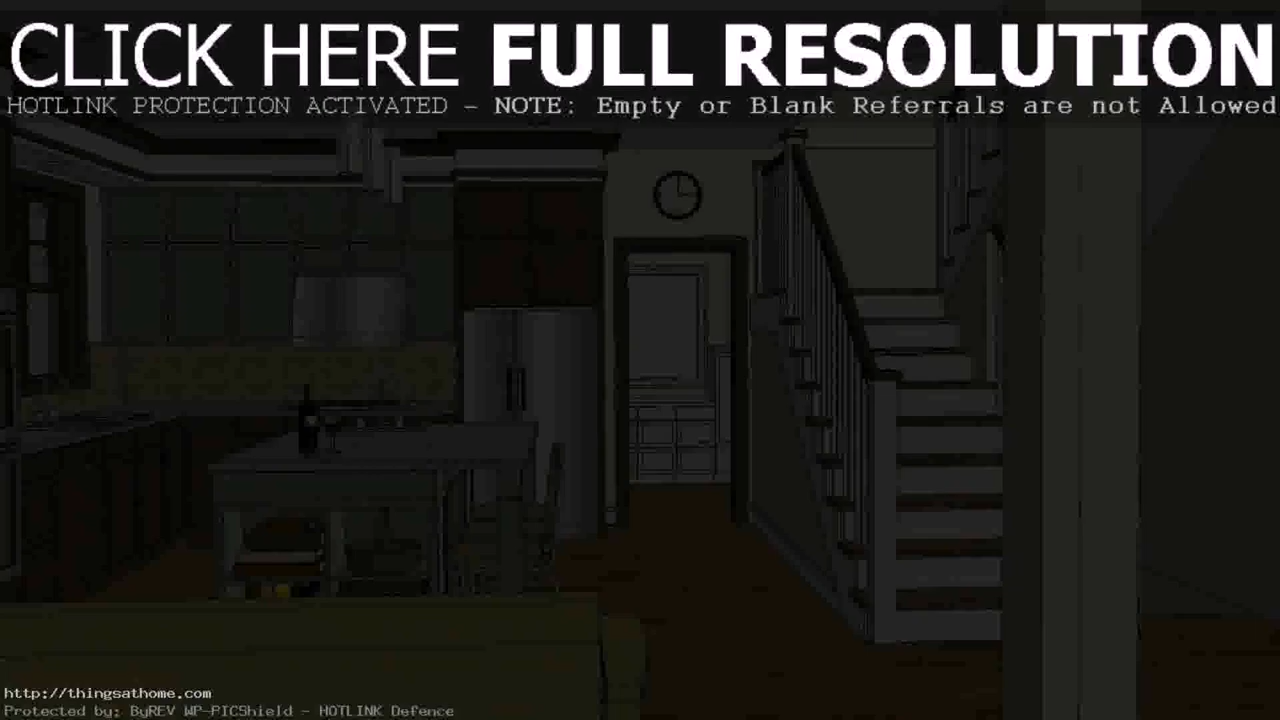 CLICK HERE FULL RESOLUTION
HOTLINK PROTECTION ACTIVATED - NOTE: Empty or Blank Referrals are not Allowed
http://thingsathome.com
Protected by: ByREV WP-PICShield - HOTLINK Defence